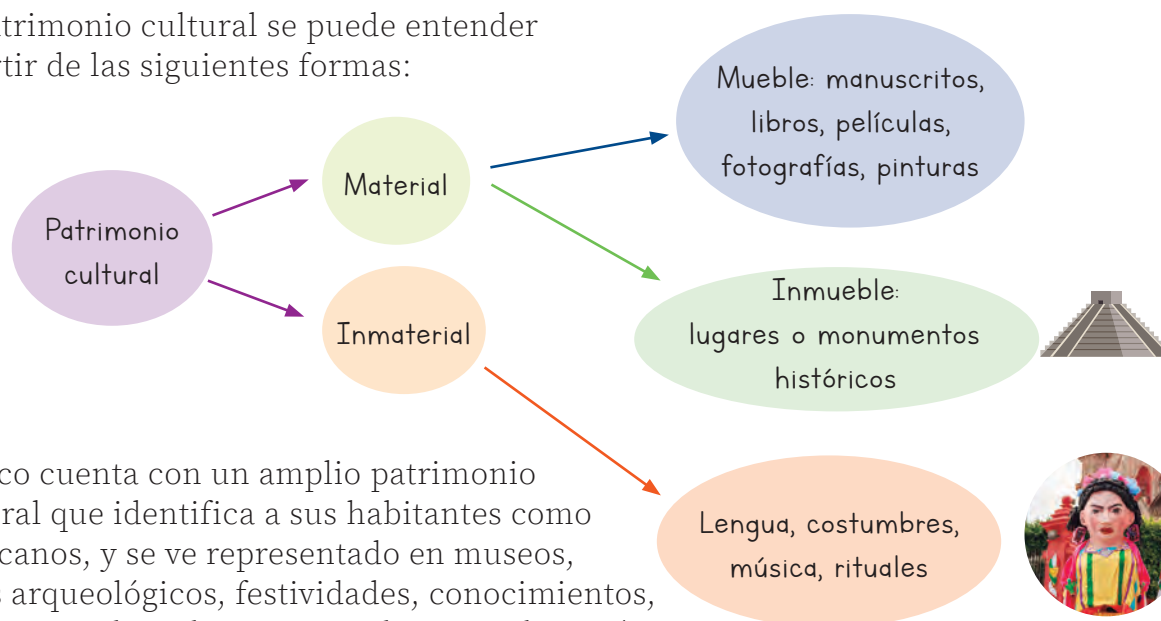 trimonio cultural se puede entender
rtir de las siguientes formas:
Mueble: manuscritos,
libros, películas,
fotografías, pinturas
Material
Patrimonio
cultural
Inmueble:
lugares o monumentos
históricos
Inmaterial
co cuenta con un amplio patrimonio
ral que identifica a sus habitantes como
canos, y se ve representado en museos,
s arqueológicos, festividades, conocimientos,
Lengua, costumbres,
música, rituales